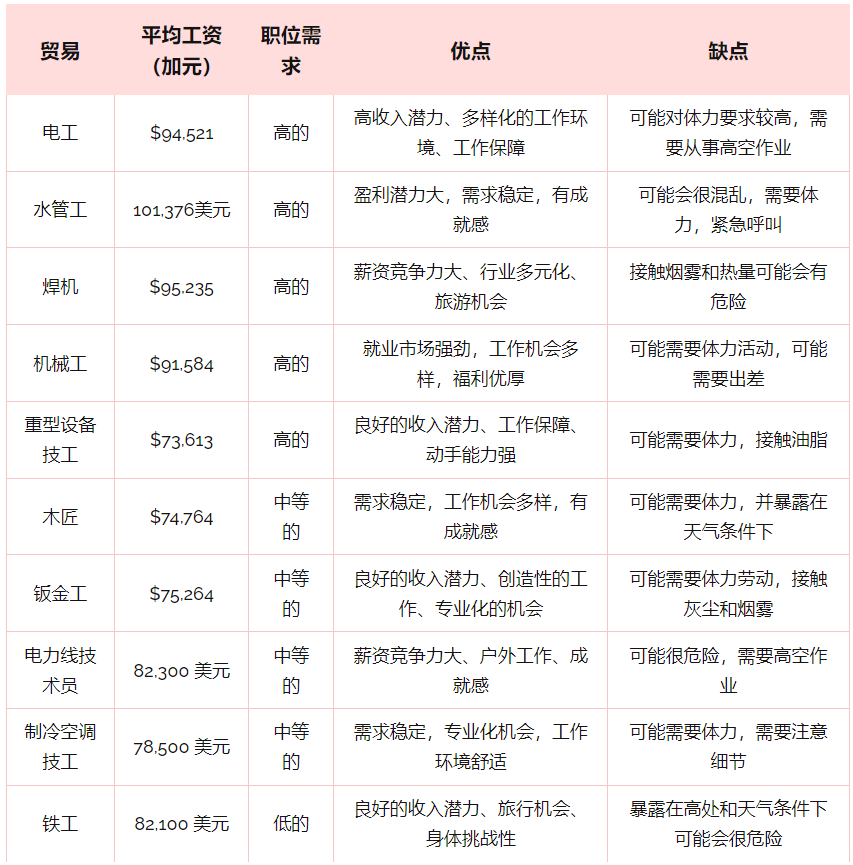 贸易 平均工资 职位需 优点 缺点
（加元） 求
电工 $94,521 高的 高收入潜力、多样化的工作环 可能对体力要求较高，需
境、工作保障 要从事高空作业
水管工 101,376美元 高的 盈利潜力大，需求稳定，有成 可能会很混乱，需要体
就感 力，紧急呼叫
焊机 $95,235 高的 薪资竞争力大、行业多元化、 接触烟雾和热量可能会有
旅游机会 危险
机械工 $91,584 高的 就业市场强劲，工作机会多 可能需要体力活动，可能
样，福利优厚 需要出差
重型设备 $73,613 高的 良好的收入潜力、工作保障、 可能需要体力，接触油脂
技工 动手能力强
木匠 $74,764 中等 需求稳定，工作机会多样，有 可能需要体力，并暴露在
的 成就感 天气条件下
钣金工 $75,264 中等 良好的收入潜力、创造性的工 可能需要体力劳动，接触
的 作、专业化的机会 灰尘和烟雾
电力线技 82,300 美元 中等 薪资竞争力大、户外工作、成 可能很危险，需要高空作
术员 的 就感 业
制冷空调 78,500 美元 中等 需求稳定，专业化机会，工作 可能需要体力，需要注意
技工 的 环境舒适 细节
铁工 82,100 美元 低的 良好的收入潜力、旅行机会、 暴露在高处和天气条件下
身体挑战性 可能会很危险